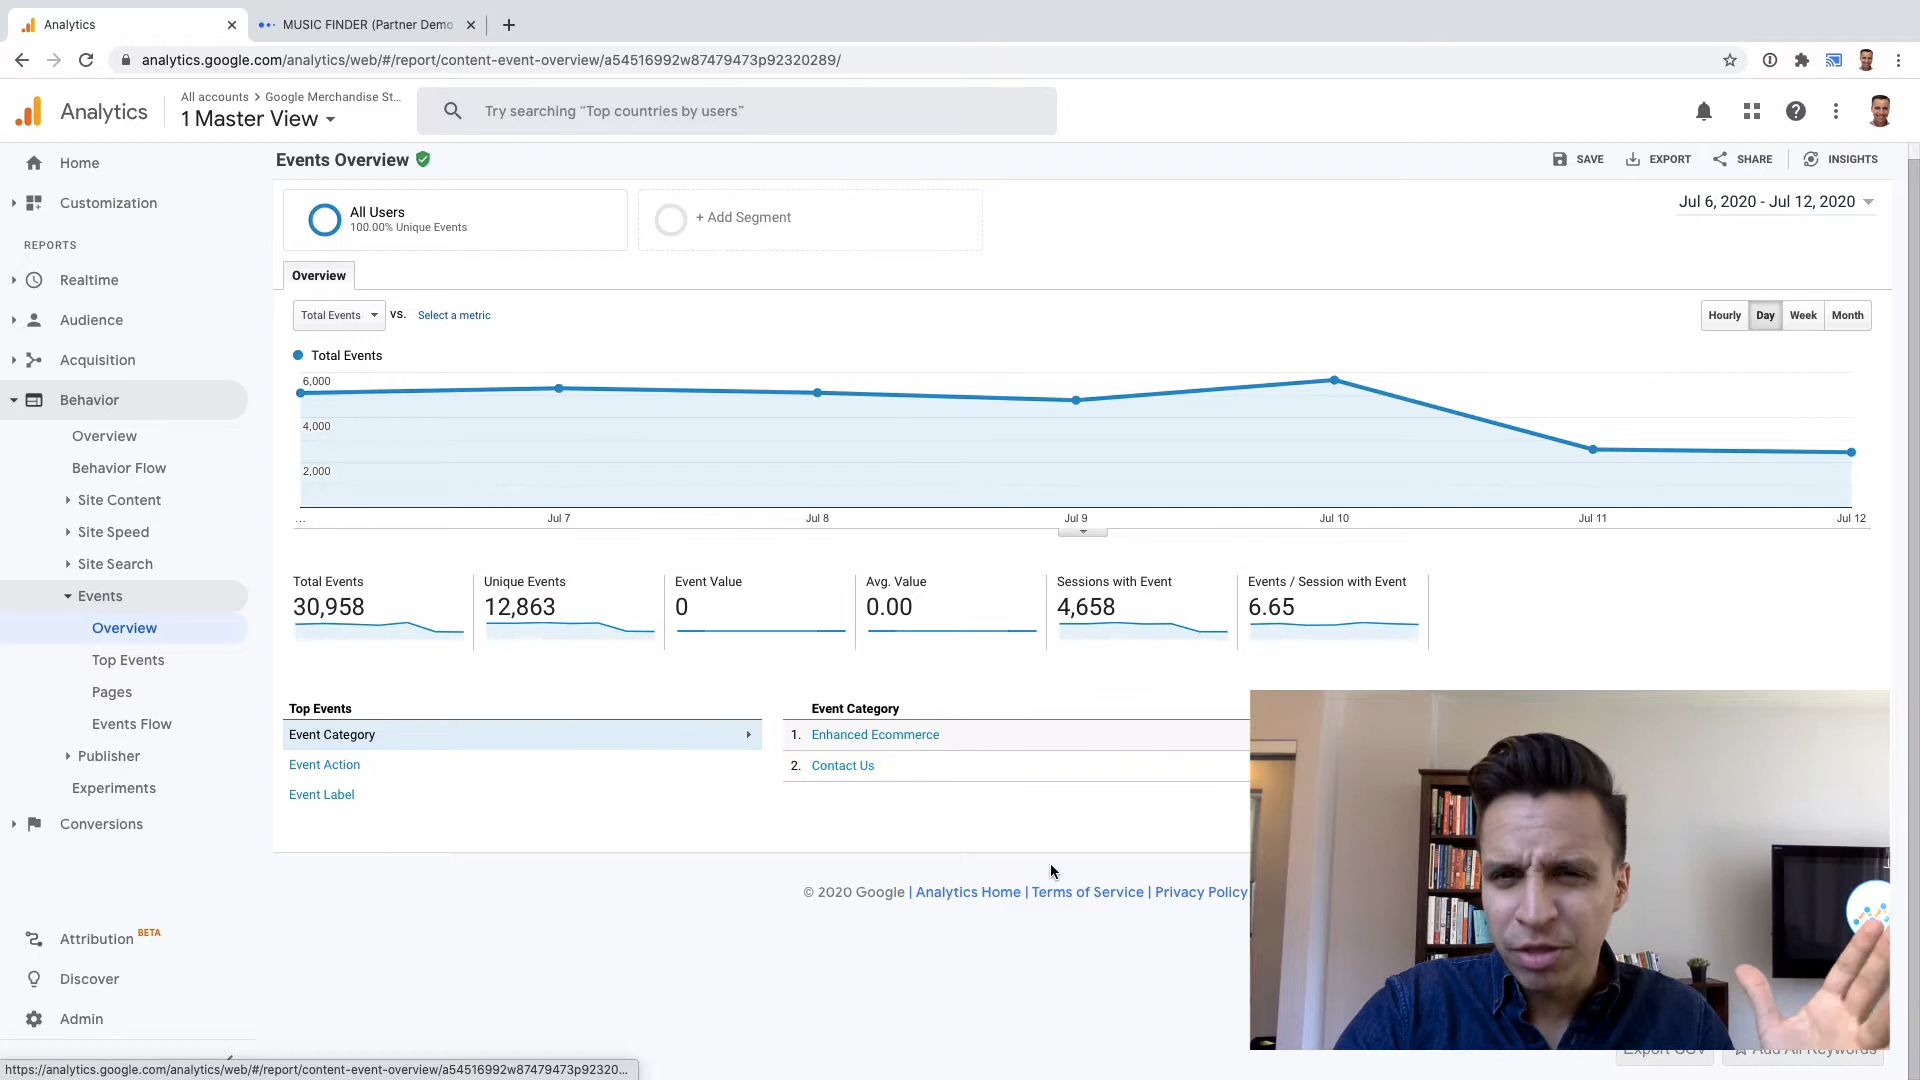 Analytics
MUSIC FINDER (Partner Demo
analytics.google.com/analytics/web/#/report/content-event-overview/a54516992w87479473p92320289/
Analytics
All accounts > Google Merchandise St...
1 Master View
Try searching “Top countries by users”
Home
Customization
REPORTS
Realtime
Audience
Acquisition
Behavior
Overview
Behavior Flow
Site Content
Site Speed
Site Search
Events
Overview
Top Events
Pages
Events Flow
Publisher
Experiments
Conversions
Attribution BETA
Discover
Admin
Events Overview
SAVE
EXPORT
SHARE
INSIGHTS
All Users
100.00% Unique Events
+ Add Segment
Jul 6, 2020 - Jul 12, 2020
Overview
Total Events
VS.
Select a metric
Hourly
Day
Week
Month
Total Events
6,000
4,000
2,000
...
Jul 7
Jul 8
Jul 9
Jul 10
Jul 11
Jul 12
Total Events
30,958
Unique Events
12,863
Event Value
0
Avg. Value
0.00
Sessions with Event
4,658
Events / Session with Event
6.65
Top Events
Event Category
Event Action
Event Label
Event Category
1. Enhanced Ecommerce
2. Contact Us
© 2020 Google | Analytics Home | Terms of Service | Privacy Policy
Export CSV
Add All Keywords
https://analytics.google.com/analytics/web/#/report/content-event-overview/a54516992w87479473p92320...